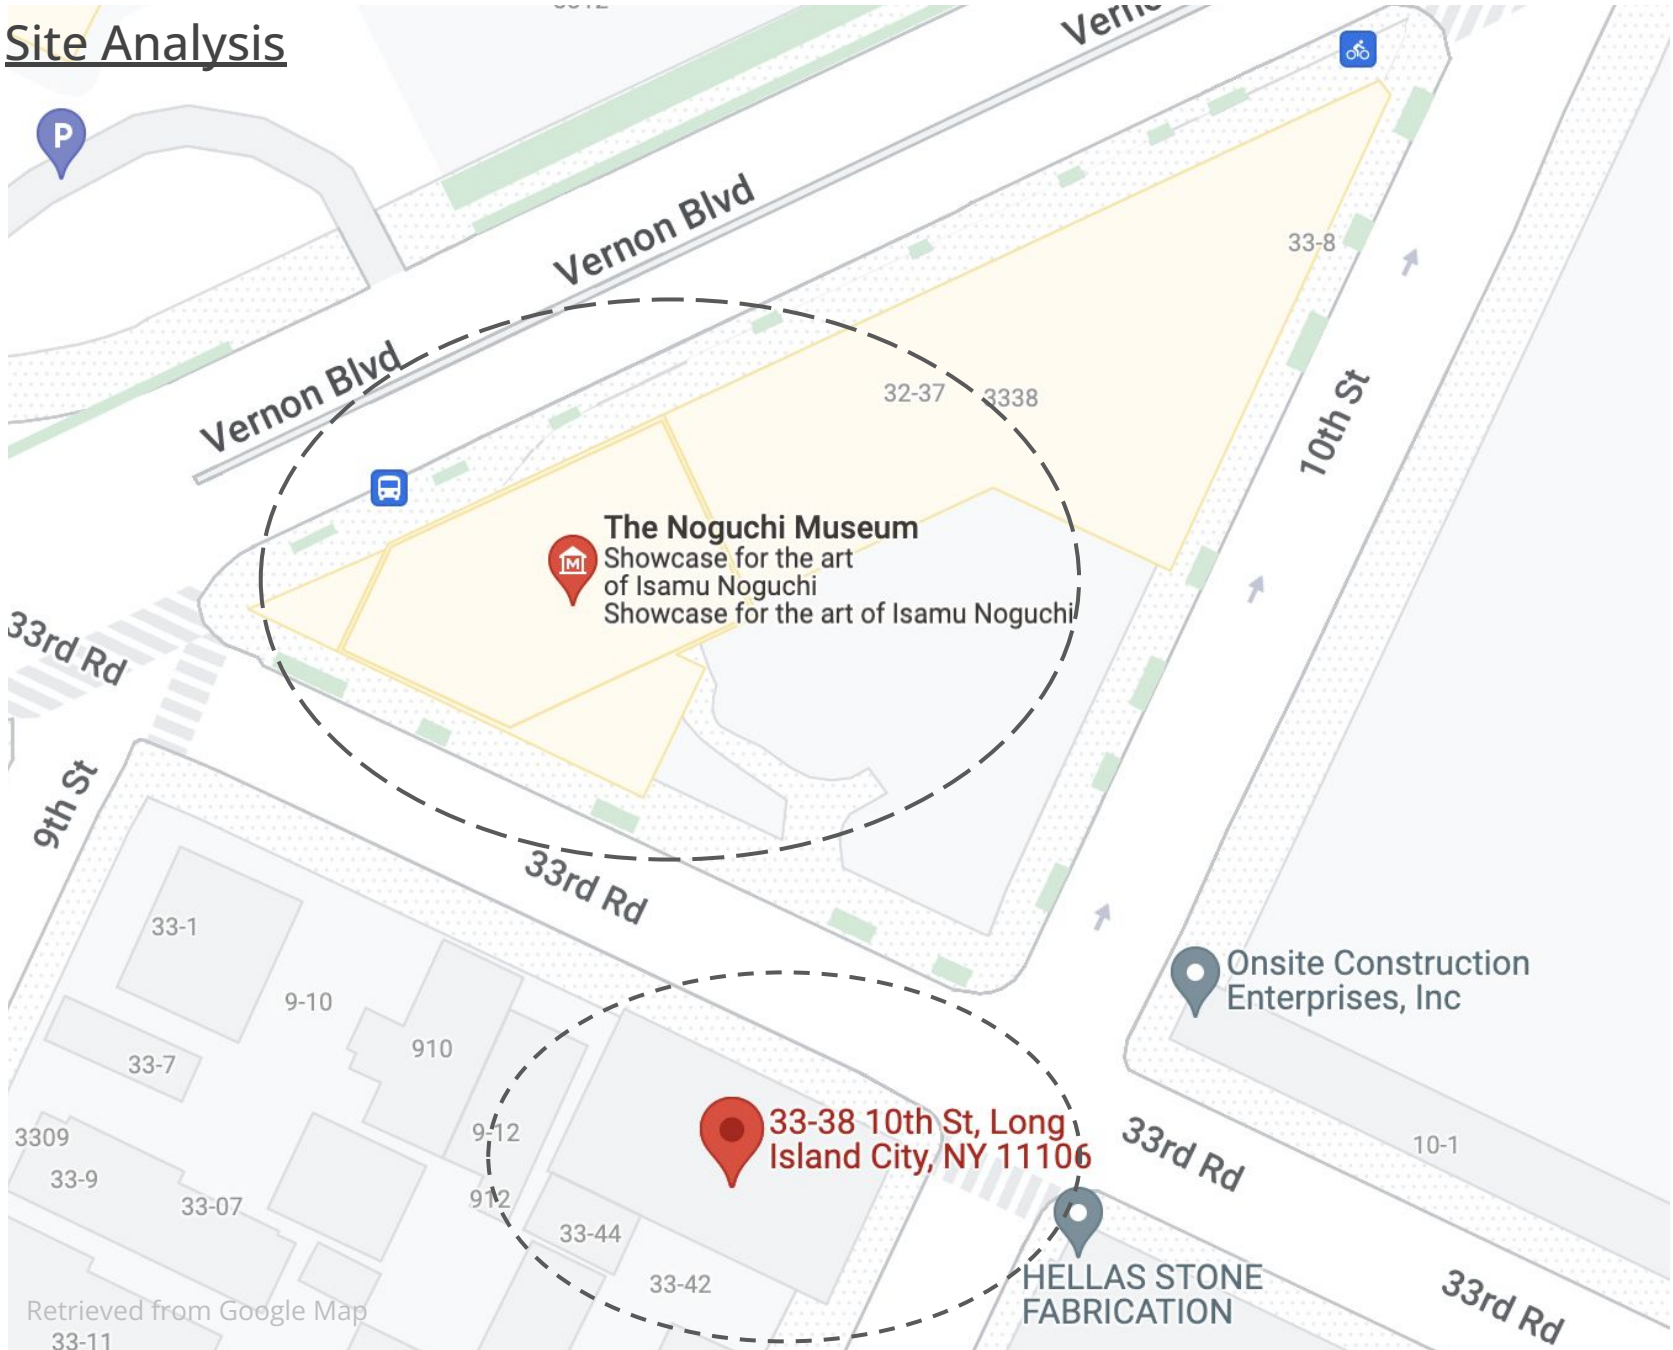 Site Analysis
P
Vernon Blvd
Vernon Blvd
33-8
32-37
3338
10th St
The Noguchi Museum
Showcase for the art
of Isamu Noguchi
Showcase for the art of Isamu Noguchi
M
33rd Rd
9th St
33rd Rd
33-1
9-10
910
33-7
Onsite Construction
Enterprises, Inc
33-38 10th St, Long
Island City, NY 11106
33rd Rd
10-1
9-12
3309
33-9
33-07
912
33-44
33-42
HELLAS STONE
FABRICATION
33rd Rd
Retrieved from Google Map
33-11